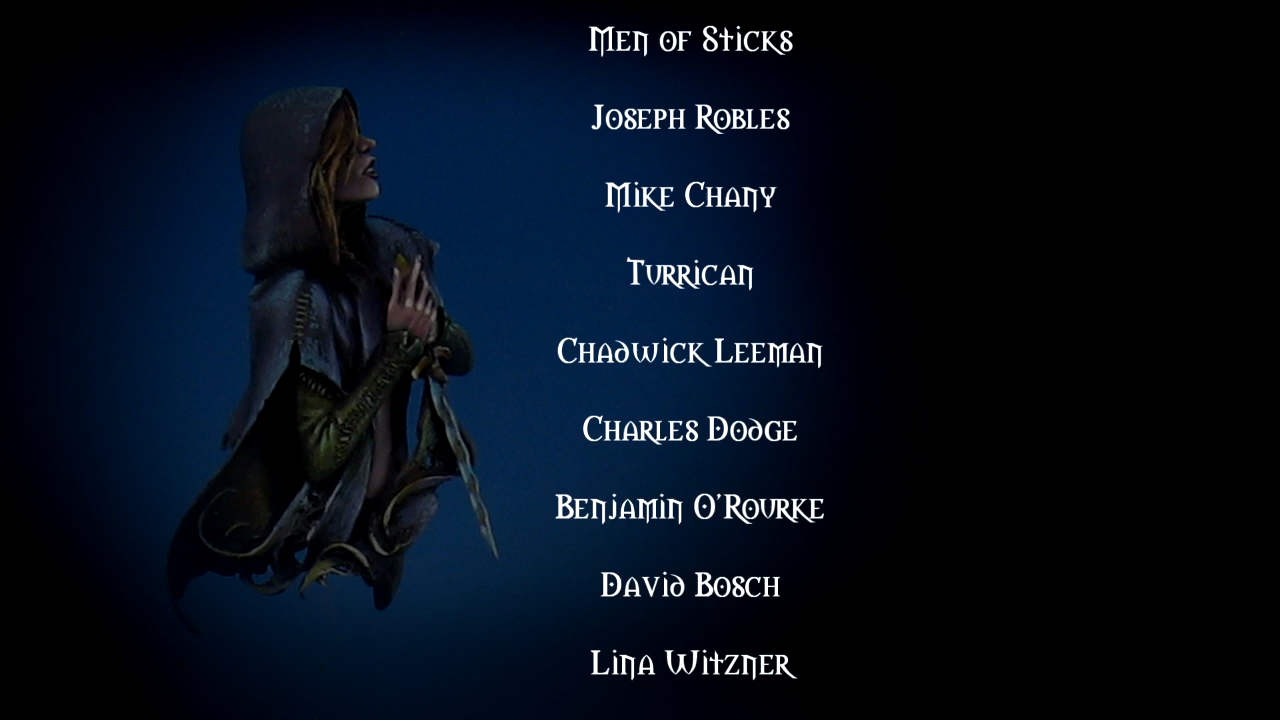 Men of Sticks
Joseph Robles
Mike Chany
Turrican
Chadwick Leeman
Charles Dodge
Benjamin O'Rourke
David Bosch
Lina Witzner